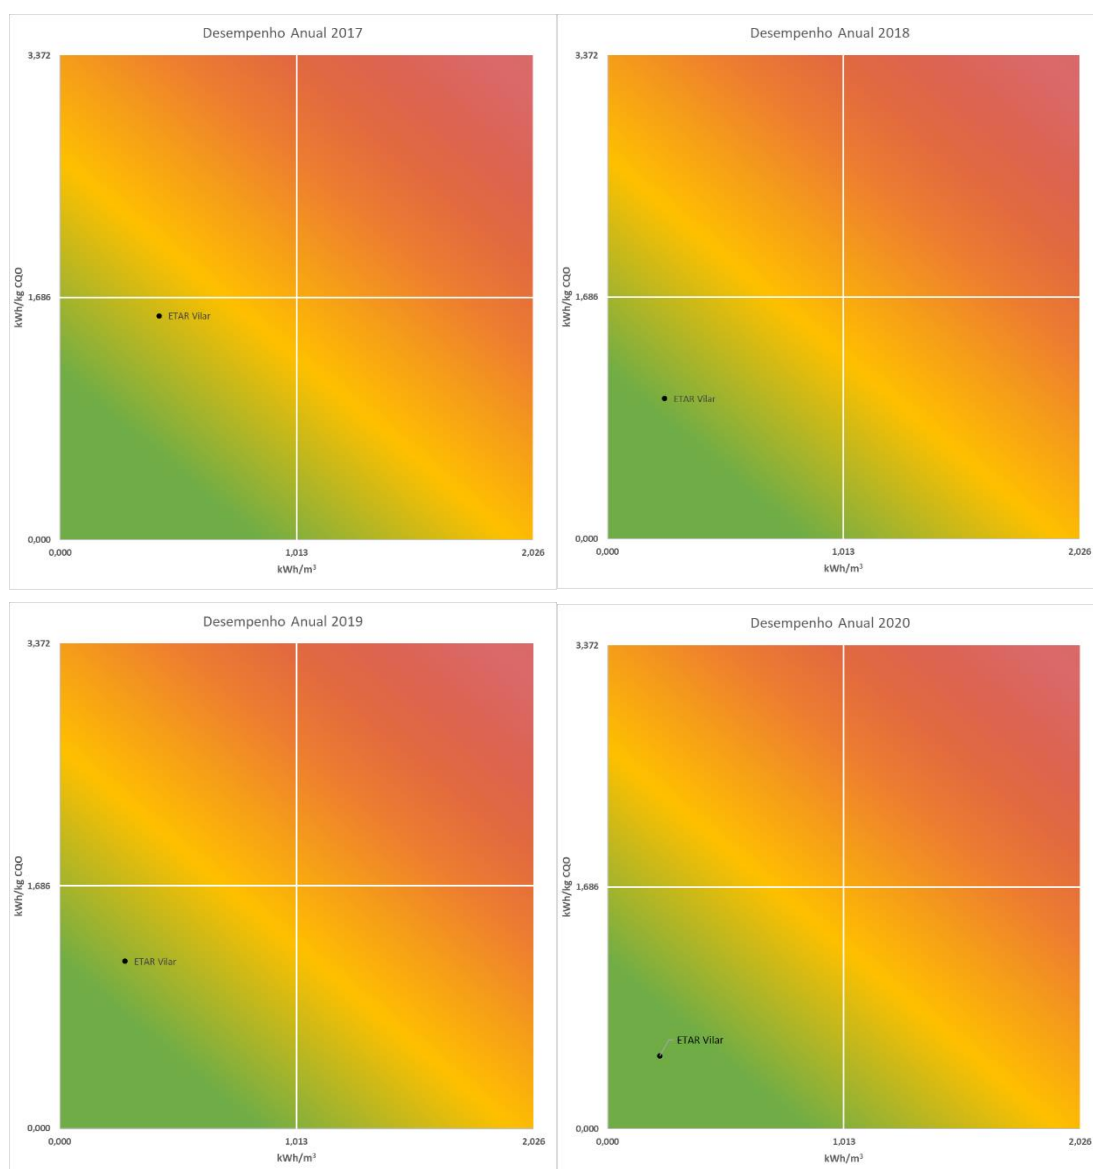 Desempenho Anual 2017
3,372
kWh/kg CQO
1,686
ETAR Vilar
0,000
0,000
1,013
2,026
kWh/m³
Desempenho Anual 2018
3,372
kWh/kg CQO
1,686
ETAR Vilar
0,000
0,000
1,013
2,026
kWh/m³
Desempenho Anual 2019
3,372
kWh/kg CQO
1,686
ETAR Vilar
0,000
0,000
1,013
2,026
kWh/m³
Desempenho Anual 2020
3,372
kWh/kg CQO
1,686
ETAR Vilar
0,000
0,000
1,013
2,026
kWh/m³